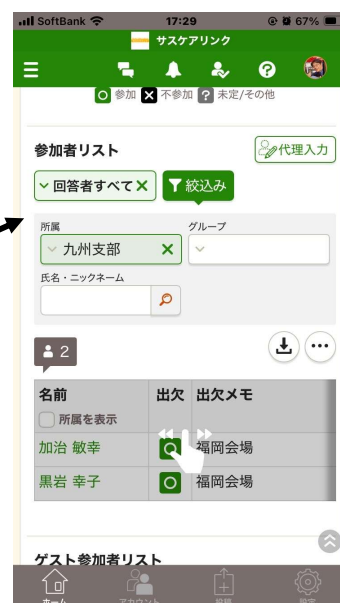 SoftBank 17:29 67%
サスケアリンク
参加 不参加 ? 未定/その他
参加者リスト
代理入力
回答者すべて
絞込み
所属 グループ
九州支部
氏名・ニックネーム
2
名前 出欠 出欠メモ
所属を表示
加治 敏幸 福岡会場
黒岩 幸子 福岡会場
ゲスト参加者リスト
ホーム アカウント 投稿 設定